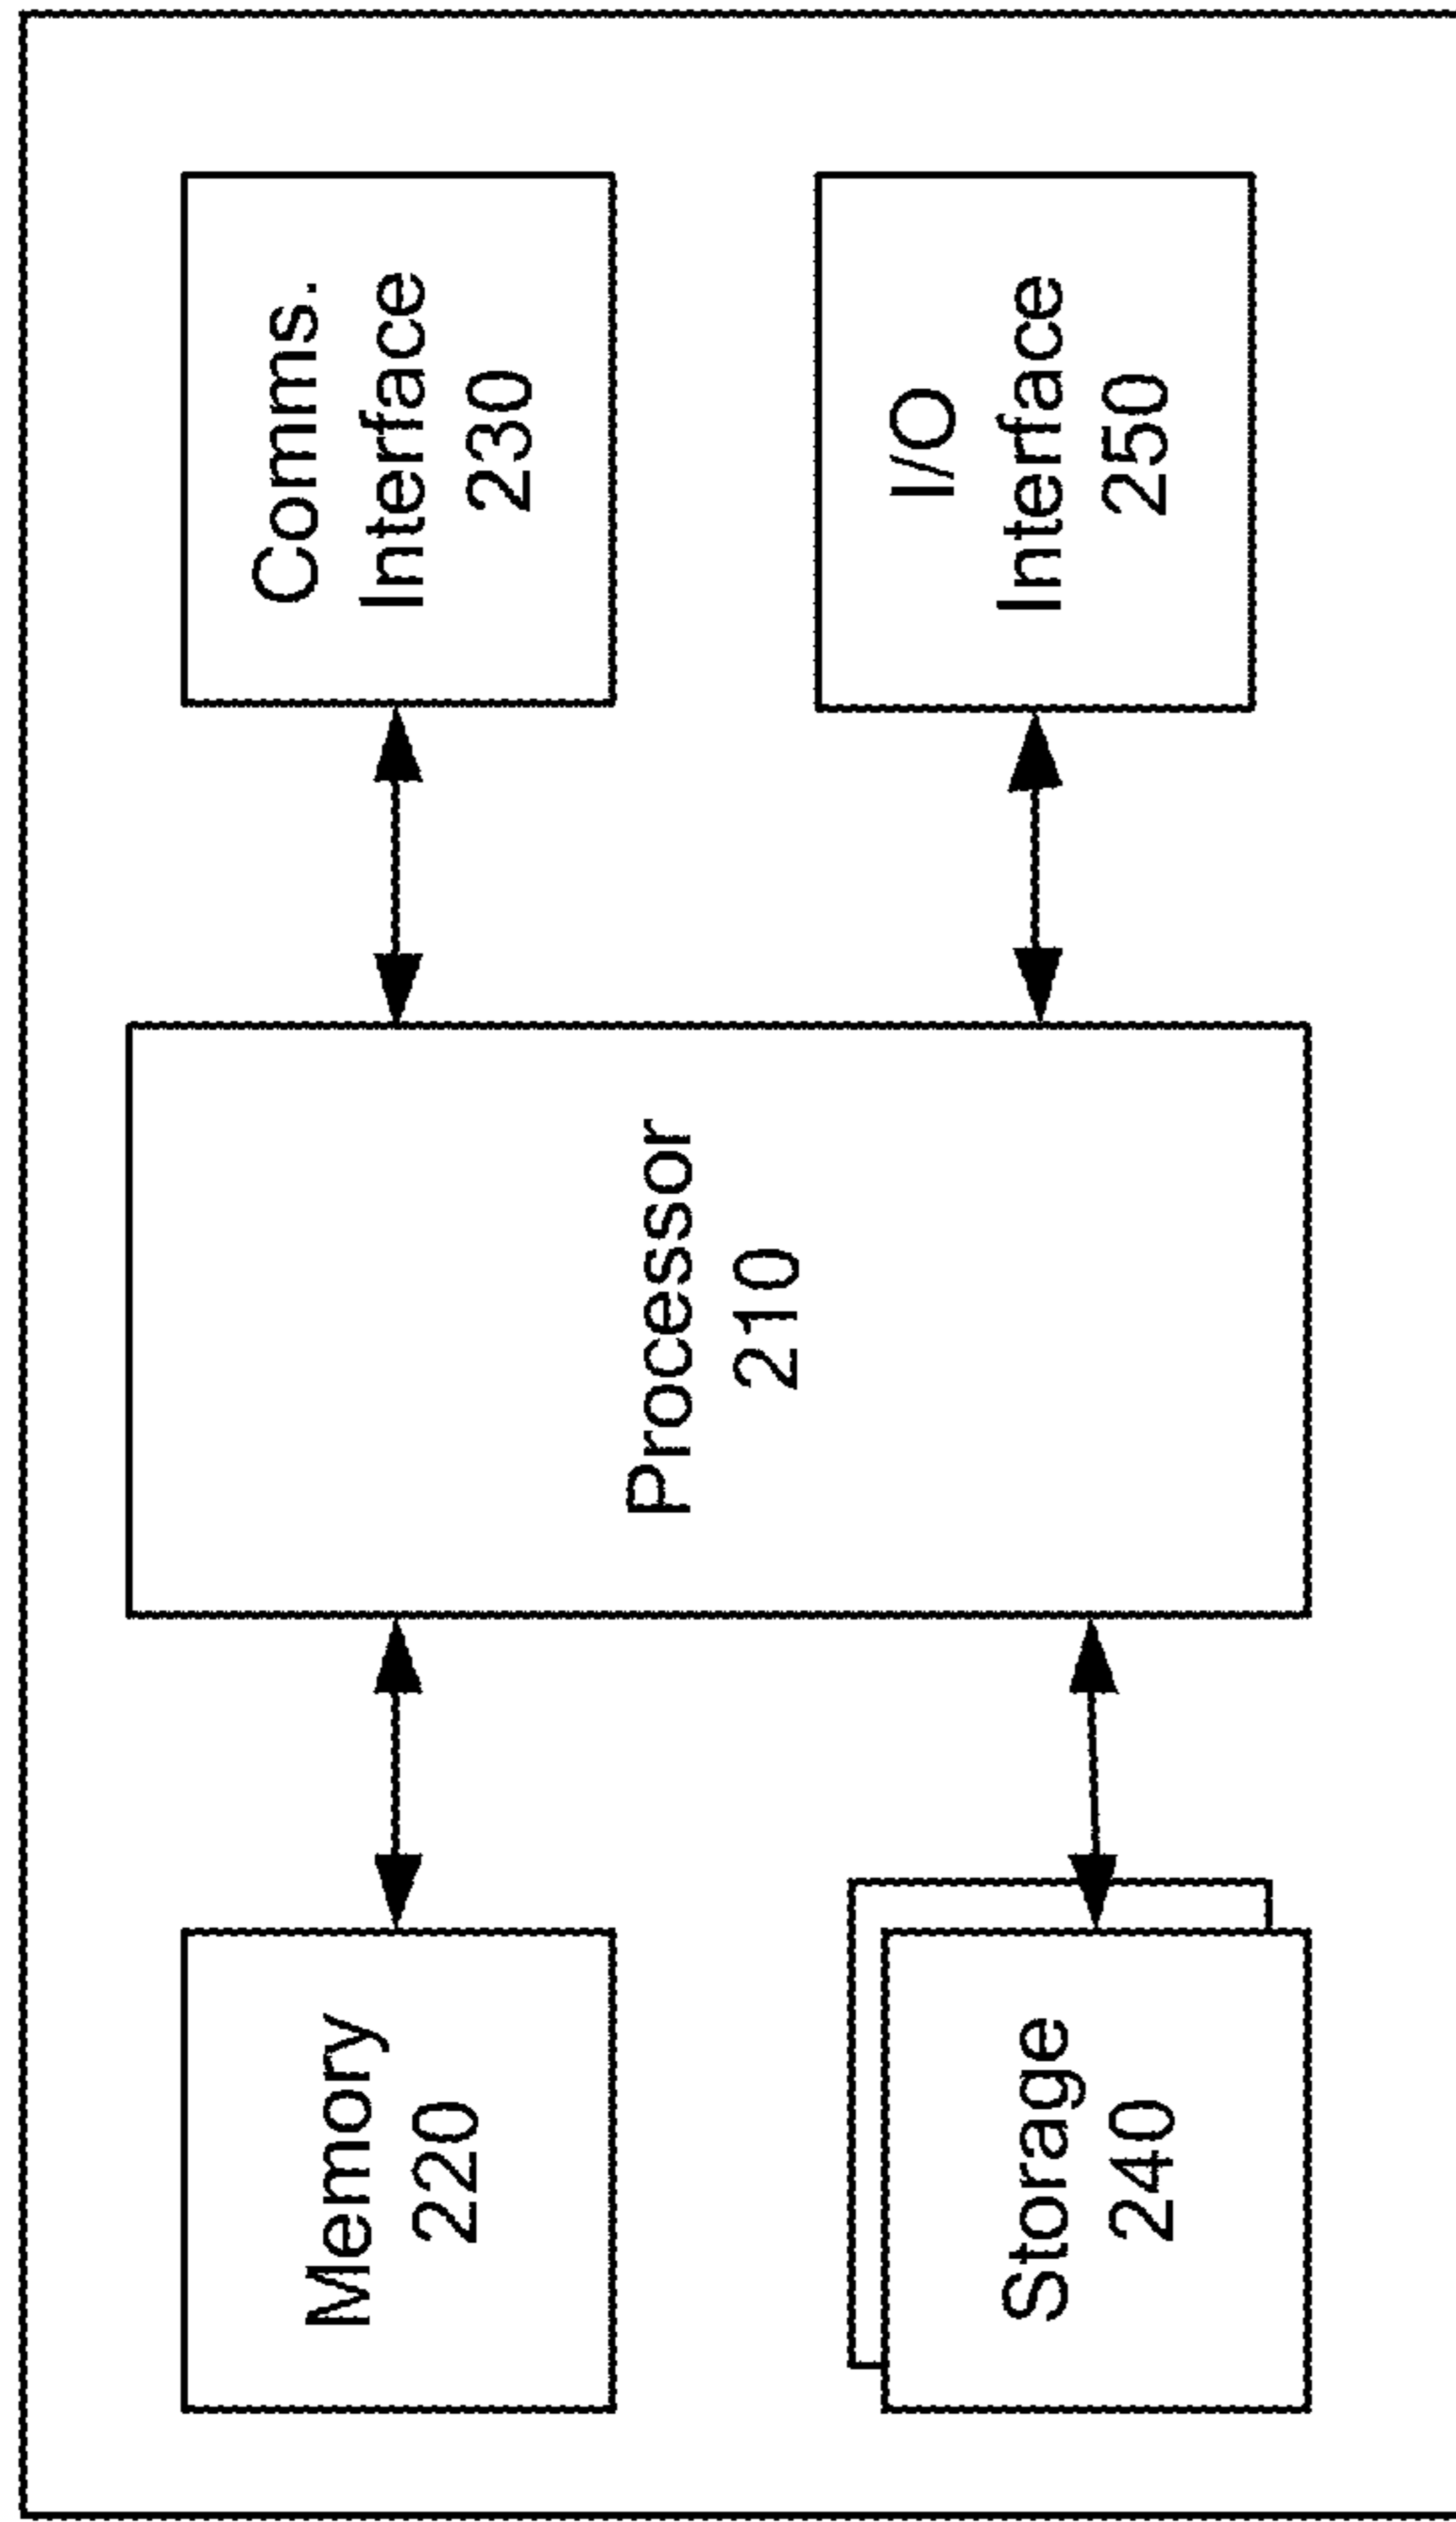 Memory
220
Processor
210
Comms.
Interface
230
Storage
240
I/O
Interface
250